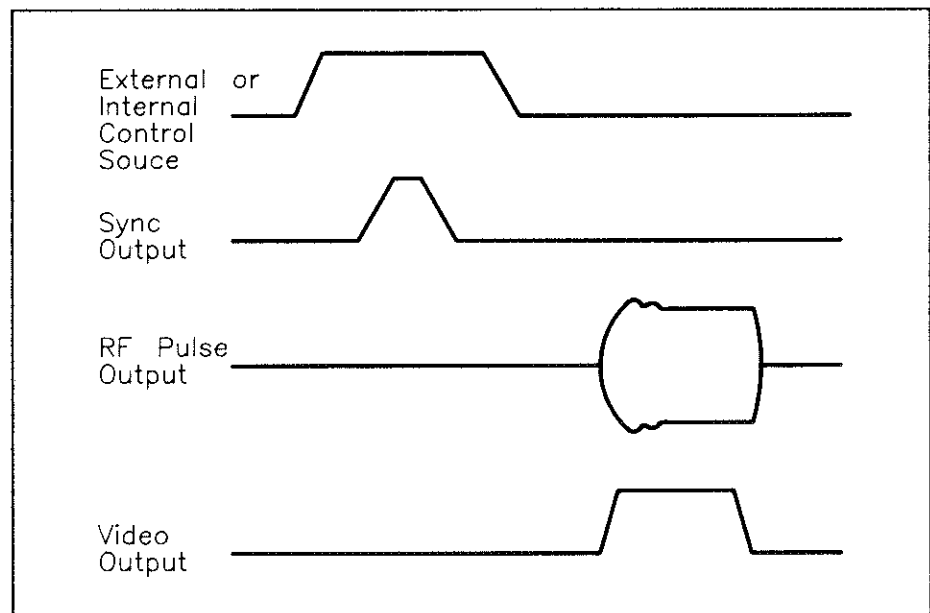 External or
Internal
Control
Souce
Sync
Output
RF Pulse
Output
Video
Output